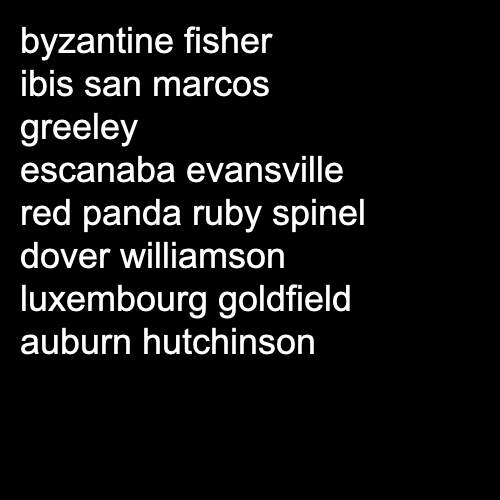 byzantine fisher
ibis san marcos
greeley
escanaba evansville
red panda ruby spinel
dover williamson
luxembourg goldfield
auburn hutchinson